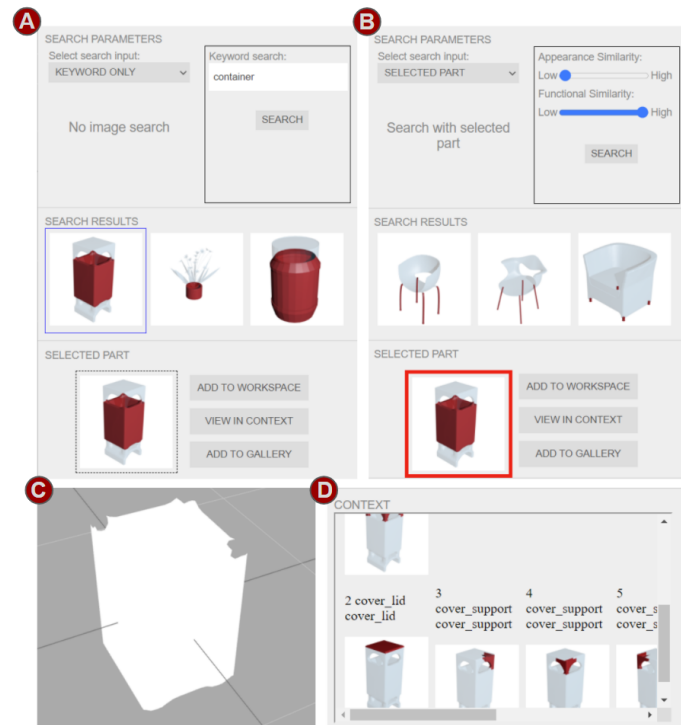 A
SEARCH PARAMETERS
Select search input:
KEYWORD ONLY
No image search
Keyword search:
container
SEARCH
SEARCH RESULTS
SELECTED PART
ADD TO WORKSPACE
VIEW IN CONTEXT
ADD TO GALLERY
B
SEARCH PARAMETERS
Select search input:
SELECTED PART
Search with selected
part
Appearance Similarity:
Low High
Functional Similarity:
Low High
SEARCH
SEARCH RESULTS
SELECTED PART
ADD TO WORKSPACE
VIEW IN CONTEXT
ADD TO GALLERY
C
D
CONTEXT
2 cover_lid
cover_lid
3
cover_support
cover_support
4
cover_support
cover_support
5
cover_s
cover_s